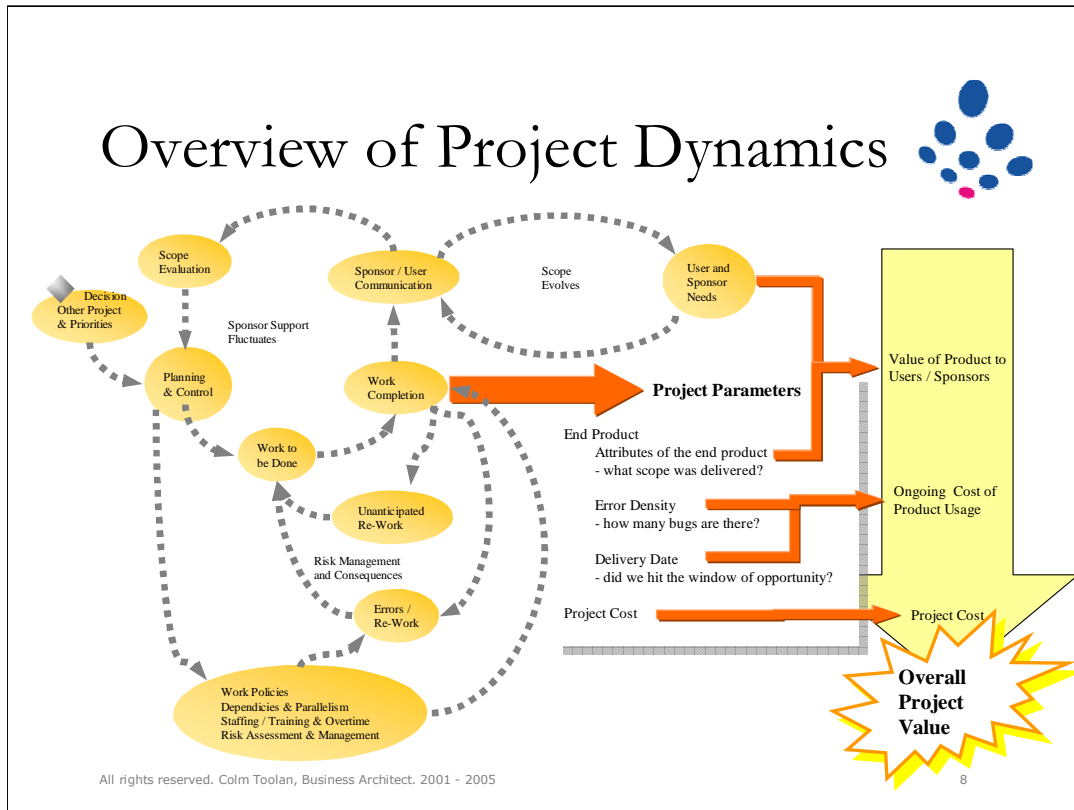 Overview of Project Dynamics
Scope
Evaluation
Decision
Other Project
& Priorities
Sponsor / User
Communication
Scope
Evolves
User and
Sponsor
Needs
Sponsor Support
Fluctuates
Planning
& Control
Work
Completion
Work to
be Done
Unanticipated
Re-Work
Risk Management
and Consequences
Errors /
Re-Work
Work Policies
Dependicies & Parallelism
Staffing / Training & Overtime
Risk Assessment & Management
Project Parameters
End Product
Attributes of the end product
- what scope was delivered?
Error Density
- how many bugs are there?
Delivery Date
- did we hit the window of opportunity?
Project Cost
Value of Product to
Users / Sponsors
Ongoing Cost of
Product Usage
Project Cost
Overall
Project
Value
All rights reserved. Colm Toolan, Business Architect. 2001 - 2005
8